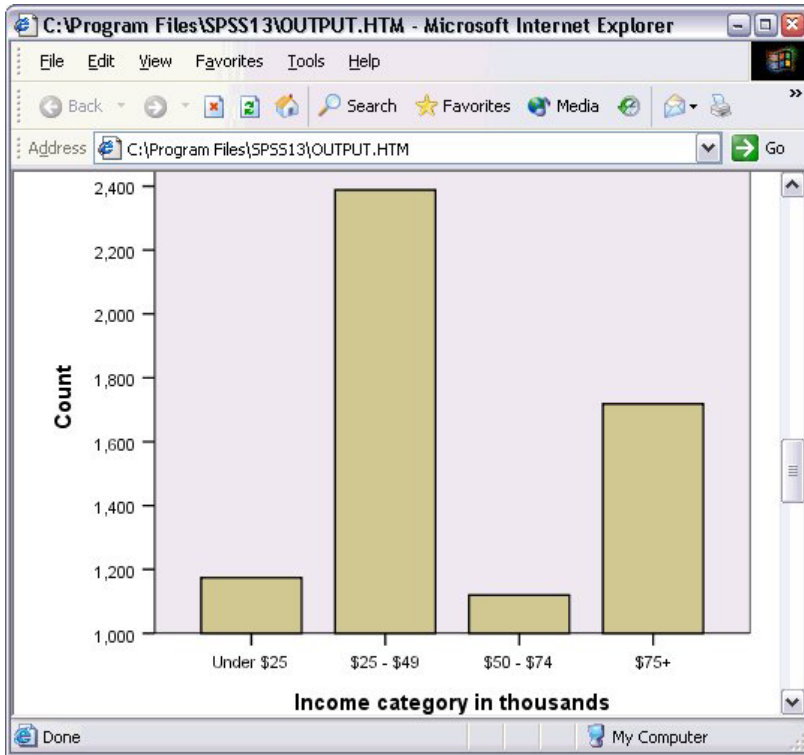 C:\Program Files\SPSS13\OUTPUT.HTM - Microsoft Internet Explorer
File Edit View Favorites Tools Help
Back Search Favorites Media »
Address C:\Program Files\SPSS13\OUTPUT.HTM Go
2,400
2,200
2,000
1,800
1,600
1,400
1,200
1,000
Count
Under $25 $25 - $49 $50 - $74 $75+
Income category in thousands
Done My Computer